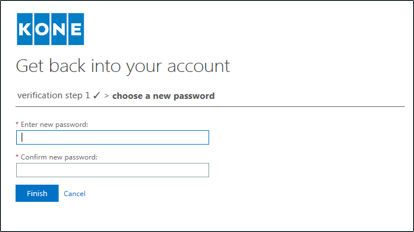 KONE
Get back into your account
verification step 1 ✓ > choose a new password
* Enter new password:
* Confirm new password:
Finish Cancel